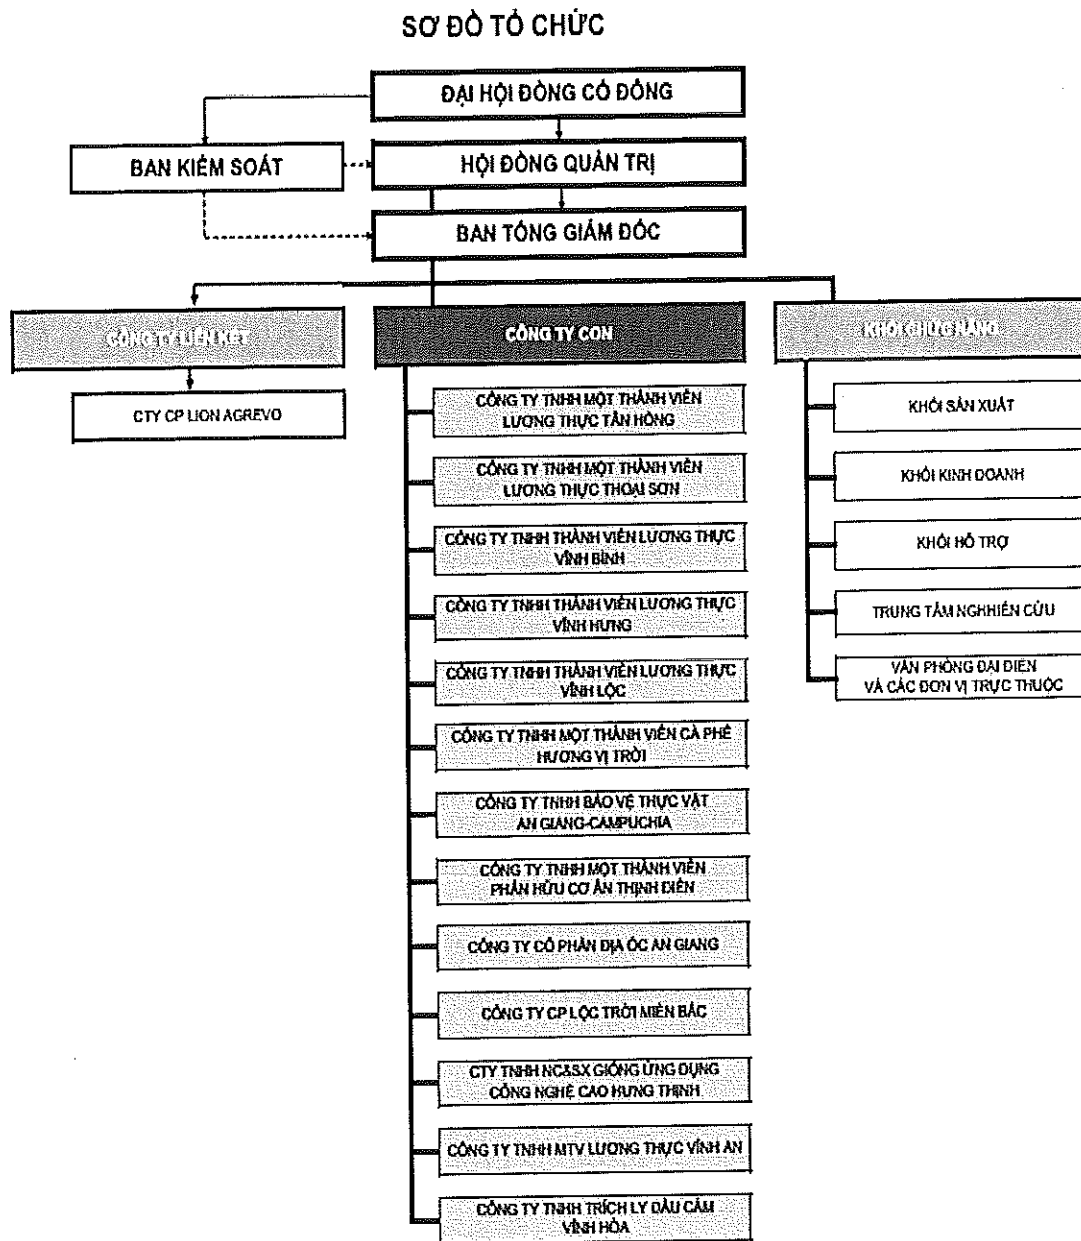 SƠ ĐỒ TỔ CHỨC
ĐẠI HỘI ĐỒNG CỔ ĐÔNG
BAN KIỂM SOÁT
HỘI ĐỒNG QUẢN TRỊ
BAN TỔNG GIÁM ĐỐC
CÔNG TY LIÊN KẾT
CÔNG TY CON
KHỐI CHỨC NĂNG
CTY CP LION AGREVO
CÔNG TY TNHH MỘT THÀNH VIÊN
LƯƠNG THỰC TÂN HỒNG
CÔNG TY TNHH MỘT THÀNH VIÊN
LƯƠNG THỰC THOẠI SƠN
CÔNG TY TNHH THÀNH VIÊN LƯƠNG THỰC
VĨNH BÌNH
CÔNG TY TNHH THÀNH VIÊN LƯƠNG THỰC
VĨNH HƯNG
CÔNG TY TNHH THÀNH VIÊN LƯƠNG THỰC
VĨNH LỘC
CÔNG TY TNHH MỘT THÀNH VIÊN CÀ PHÊ
HƯƠNG VỊ TRỜI
CÔNG TY TNHH BẢO VỆ THỰC VẬT
AN GIANG-CAMPUCHIA
CÔNG TY TNHH MỘT THÀNH VIÊN
PHÂN HỮU CƠ ÂN THỊNH ĐIỀN
CÔNG TY CỔ PHẦN ĐỊA ỐC AN GIANG
CÔNG TY CP LỘC TRỜI MIỀN BẮC
CTY TNHH NC&SX GIỐNG ỨNG DỤNG
CÔNG NGHỆ CAO HƯNG THỊNH
CÔNG TY TNHH MTV LƯƠNG THỰC VĨNH AN
CÔNG TY TNHH TRÍCH LY DẦU CÁM
VĨNH HÒA
KHỐI SẢN XUẤT
KHỐI KINH DOANH
KHỐI HỖ TRỢ
TRUNG TÂM NGHHIÊN CỨU
VĂN PHÒNG ĐẠI DIỆN
VÀ CÁC ĐƠN VỊ TRỰC THUỘC